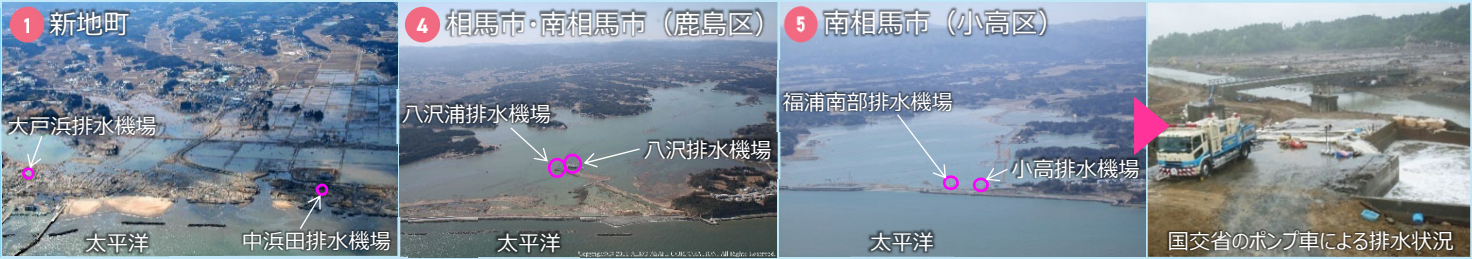 1 新地町
大戸浜排水機場
太平洋
中浜田排水機場
4 相馬市・南相馬市（鹿島区）
八沢浦排水機場
八沢排水機場
太平洋
5 南相馬市（小高区）
福浦南部排水機場
小高排水機場
太平洋
国交省のポンプ車による排水状況